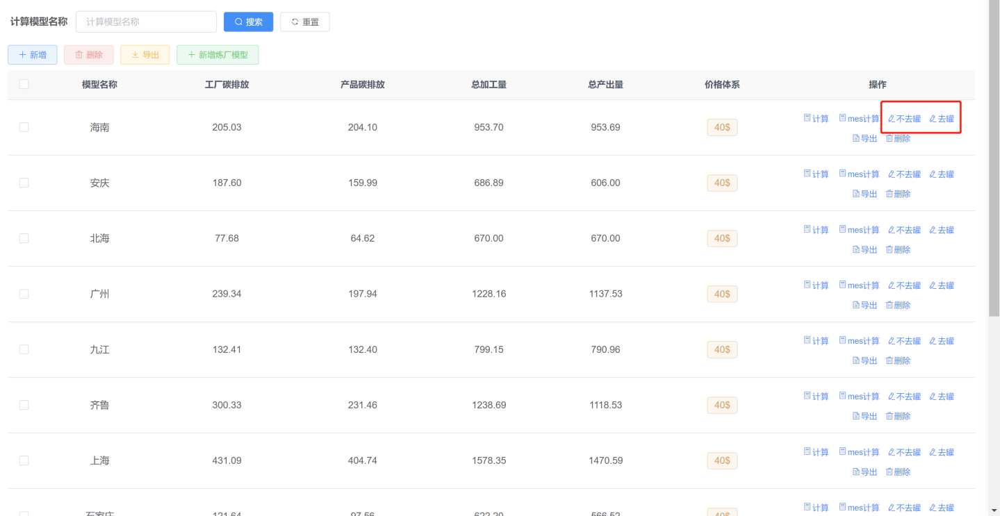 计算模型名称 计算模型名称 搜索 重置
新增 删除 导出 新增炼厂模型
模型名称 工厂碳排放 产品碳排放 总加工量 总产出量 价格体系 操作
海南 205.03 204.10 953.70 953.69 40$ 计算 mes计算 不去罐 去罐
导出 删除
安庆 187.60 159.99 686.89 606.00 40$ 计算 mes计算 不去罐 去罐
导出 删除
北海 77.68 64.62 670.00 670.00 40$ 计算 mes计算 不去罐 去罐
导出 删除
广州 239.34 197.94 1228.16 1137.53 40$ 计算 mes计算 不去罐 去罐
导出 删除
九江 132.41 132.40 799.15 790.96 40$ 计算 mes计算 不去罐 去罐
导出 删除
齐鲁 300.33 231.46 1238.69 1118.53 40$ 计算 mes计算 不去罐 去罐
导出 删除
上海 431.09 404.74 1578.35 1470.59 40$ 计算 mes计算 不去罐 去罐
导出 删除
石家庄 121.64 97.56 622.20 566.52 40$ 计算 mes计算 不去罐 去罐